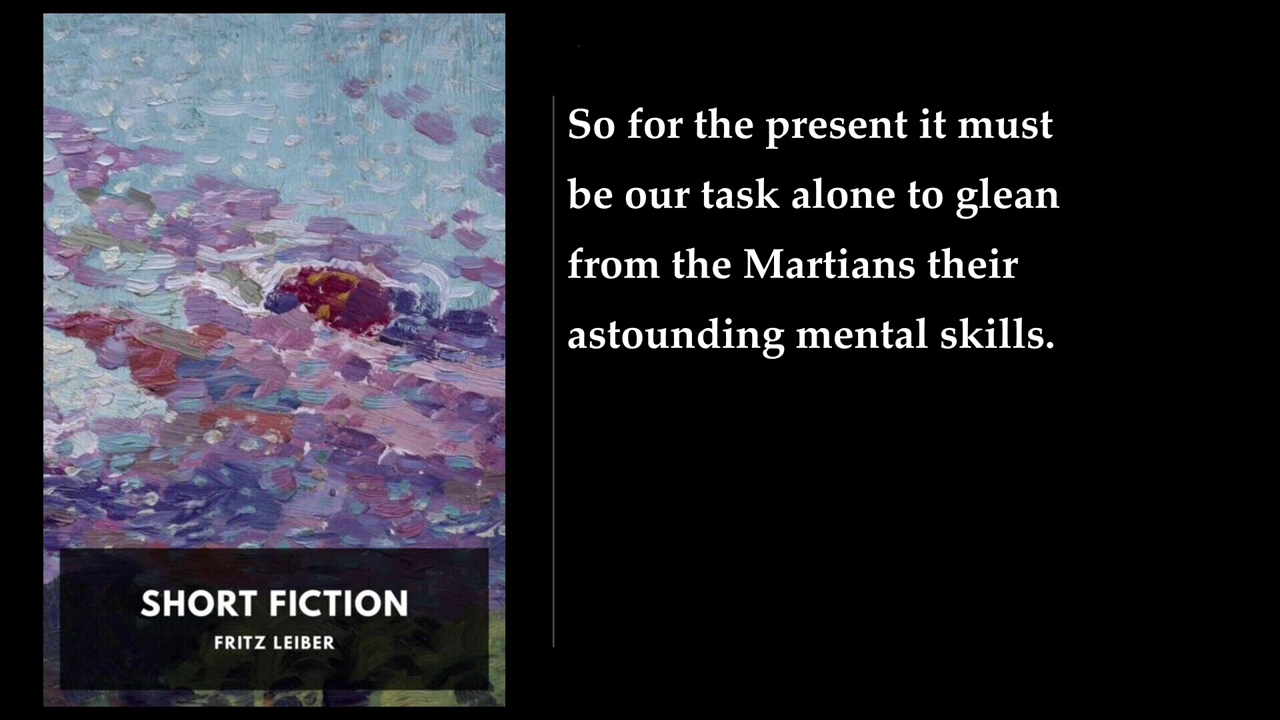 So for the present it must
be our task alone to glean
from the Martians their
astounding mental skills.
SHORT FICTION
FRITZ LEIBER